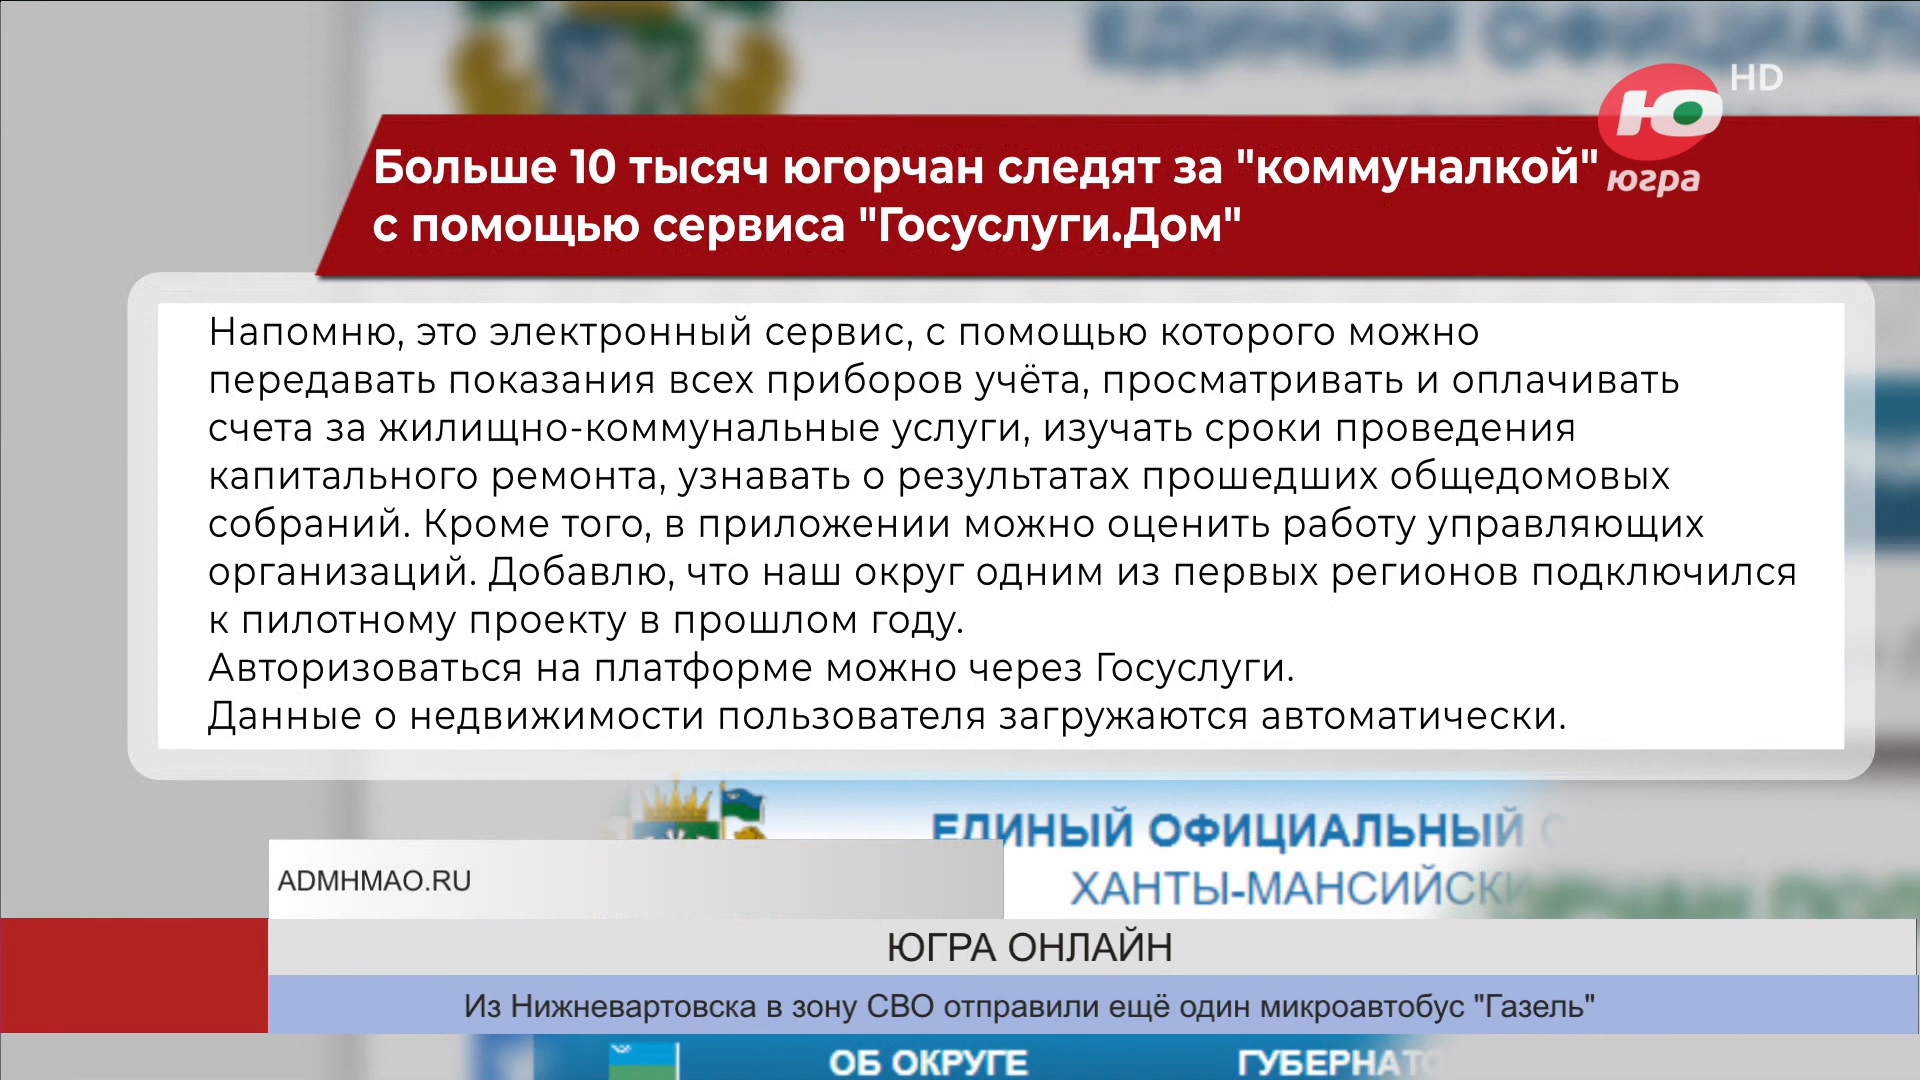 ЕДИНЫЙ ОФИЦИАЛ
HD
Ю
югра
Больше 10 тысяч югорчан следят за "коммуналкой"
с помощью сервиса "Госуслуги.Дом"
Напомню, это электронный сервис, с помощью которого можно
передавать показания всех приборов учёта, просматривать и оплачивать
счета за жилищно-коммунальные услуги, изучать сроки проведения
капитального ремонта, узнавать о результатах прошедших общедомовых
собраний. Кроме того, в приложении можно оценить работу управляющих
организаций. Добавлю, что наш округ одним из первых регионов подключился
к пилотному проекту в прошлом году.
Авторизоваться на платформе можно через Госуслуги.
Данные о недвижимости пользователя загружаются автоматически.
ЕДИНЫЙ ОФИЦИАЛЬНЫЙ С
ХАНТЫ-МАНСИЙСКИ
ADMHMAO.RU
ЮГРА ОНЛАЙН
Из Нижневартовска в зону СВО отправили ещё один микроавтобус "Газель"
ОБ ОКРУГЕ
ГУБЕРНАТО